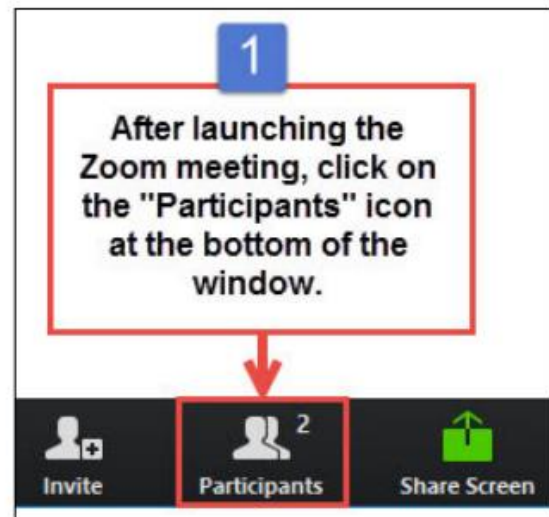 1
After launching the
Zoom meeting, click on
the "Participants" icon
at the bottom of the
window.
2
Invite
Participants
Share Screen